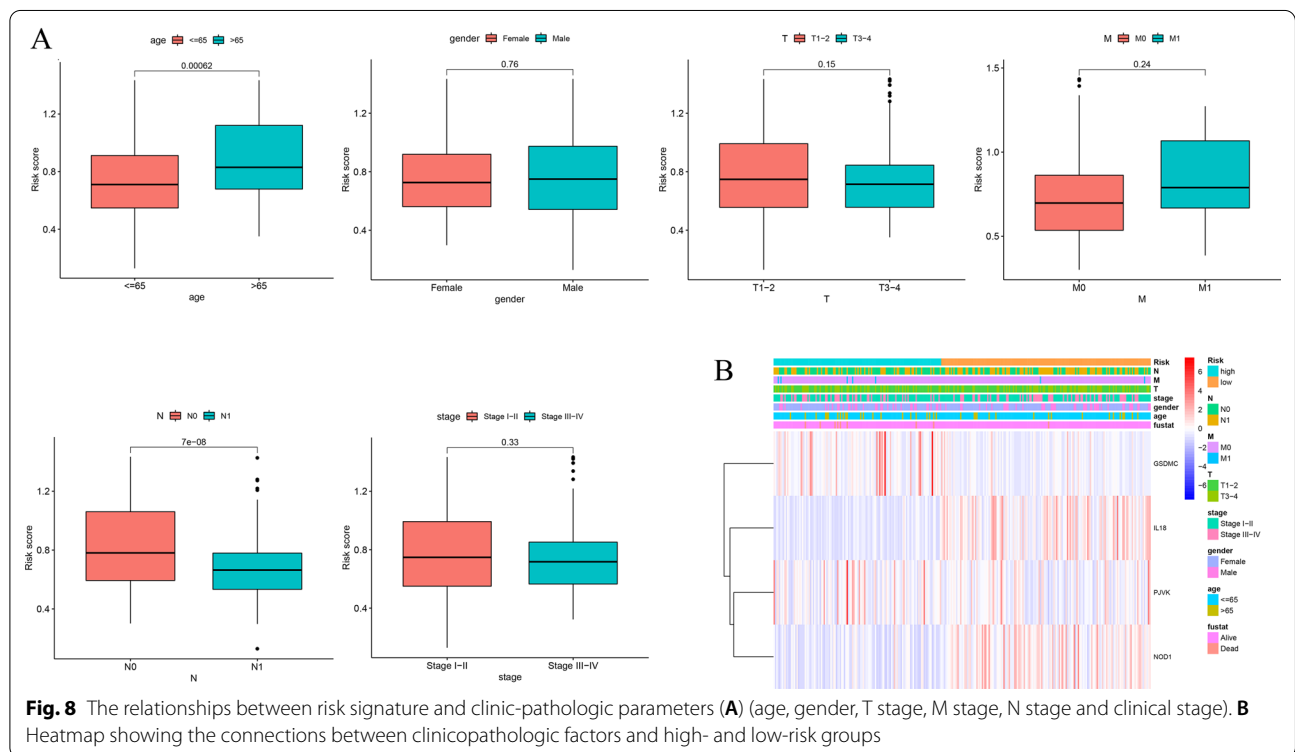 A
age <=65 >65
0.00062
1.2
0.8
0.4
Risk score
<=65 >65
age
gender Female Male
0.76
1.2
0.8
0.4
Risk score
Female Male
gender
T T1-2 T3-4
0.15
1.2
0.8
0.4
Risk score
T1-2 T3-4
T
M M0 M1
0.24
1.5
1.0
0.5
Risk score
M0 M1
M
N N0 N1
7e-08
1.2
0.8
0.4
Risk score
N0 N1
N
stage Stage I-II Stage III-IV
0.33
1.2
0.8
0.4
Risk score
Stage I-II Stage III-IV
stage
B
Risk
N
M
T
stage
gender
age
fustat
GSDMC
IL18
PJVK
NOD1
6
4
2
0
-2
-4
-6
Risk
high
low
N
N0
N1
M
M0
M1
T
T1-2
T3-4
stage
Stage I-II
Stage III-IV
gender
Female
Male
age
<=65
>65
fustat
Alive
Dead
Fig. 8 The relationships between risk signature and clinic-pathologic parameters (A) (age, gender, T stage, M stage, N stage and clinical stage). B
Heatmap showing the connections between clinicopathologic factors and high- and low-risk groups